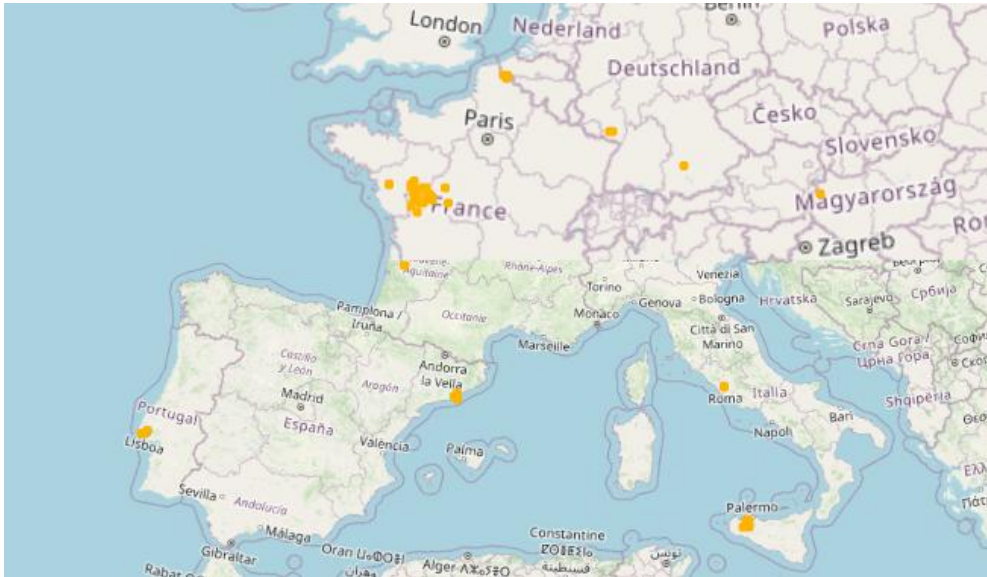 Berlin
London
Nederland
Polska
Deutschland
Paris
Česko
Slovensko
Magyarország
France
Zagreb
Aquitaine
Rhône-Alpes
Torino
Venezia
Genova
Bologna
Hrvatska
Sarajevo
Србија
Pamplona /
Iruña
Occitanie
Monaco
Marseille
Città di San
Marino
Crna Gora /
Црна Гора
Castilla
y León
Andorra
la Vella
Aragón
Madrid
España
Portugal
Lisboa
València
Palma
Roma
Italia
Napoli
Bari
Shqipëria
Sevilla
Andalucía
Málaga
Gibraltar
Palermo
Constantine
Oran
Alger
تونس
Rabat